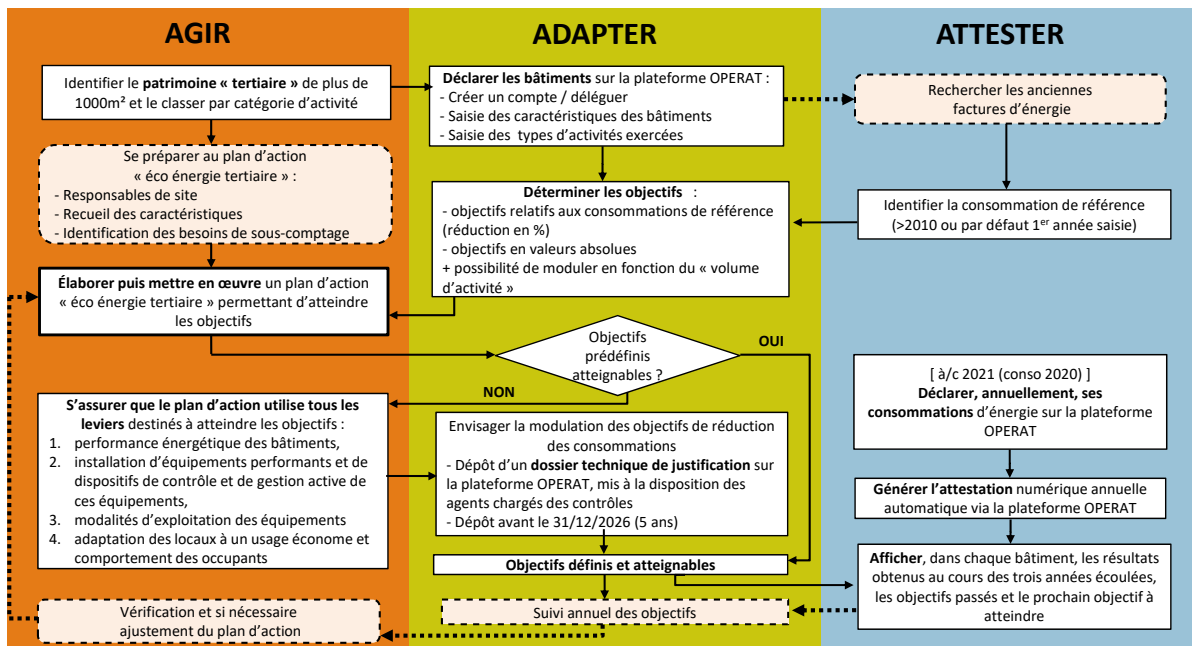 AGIR
Identifier le patrimoine « tertiaire » de plus de
1000m² et le classer par catégorie d'activité
Se préparer au plan d'action
« éco énergie tertiaire » :
- Responsables de site
- Recueil des caractéristiques
- Identification des besoins de sous-comptage
Élaborer puis mettre en œuvre un plan d'action
« éco énergie tertiaire » permettant d'atteindre
les objectifs
S'assurer que le plan d'action utilise tous les
leviers destinés à atteindre les objectifs :
1. performance énergétique des bâtiments,
2. installation d'équipements performants et de
dispositifs de contrôle et de gestion active de
ces équipements,
3. modalités d'exploitation des équipements
4. adaptation des locaux à un usage économe et
comportement des occupants
Vérification et si nécessaire
ajustement du plan d'action
ADAPTER
Déclarer les bâtiments sur la plateforme OPERAT :
- Créer un compte / déléguer
- Saisie des caractéristiques des bâtiments
- Saisie des types d'activités exercées
Déterminer les objectifs :
- objectifs relatifs aux consommations de référence
(réduction en %)
- objectifs en valeurs absolues
+ possibilité de moduler en fonction du « volume
d'activité »
Objectifs
prédéfinis
atteignables ?
OUI
NON
Envisager la modulation des objectifs de réduction
des consommations
- Dépôt d'un dossier technique de justification sur
la plateforme OPERAT, mis à la disposition des
agents chargés des contrôles
- Dépôt avant le 31/12/2026 (5 ans)
Objectifs définis et atteignables
Suivi annuel des objectifs
ATTESTER
Rechercher les anciennes
factures d'énergie
Identifier la consommation de référence
(>2010 ou par défaut 1er année saisie)
[ à/c 2021 (conso 2020) ]
Déclarer, annuellement, ses
consommations d'énergie sur la plateforme
OPERAT
Générer l'attestation numérique annuelle
automatique via la plateforme OPERAT
Afficher, dans chaque bâtiment, les résultats
obtenus au cours des trois années écoulées,
les objectifs passés et le prochain objectif à
atteindre